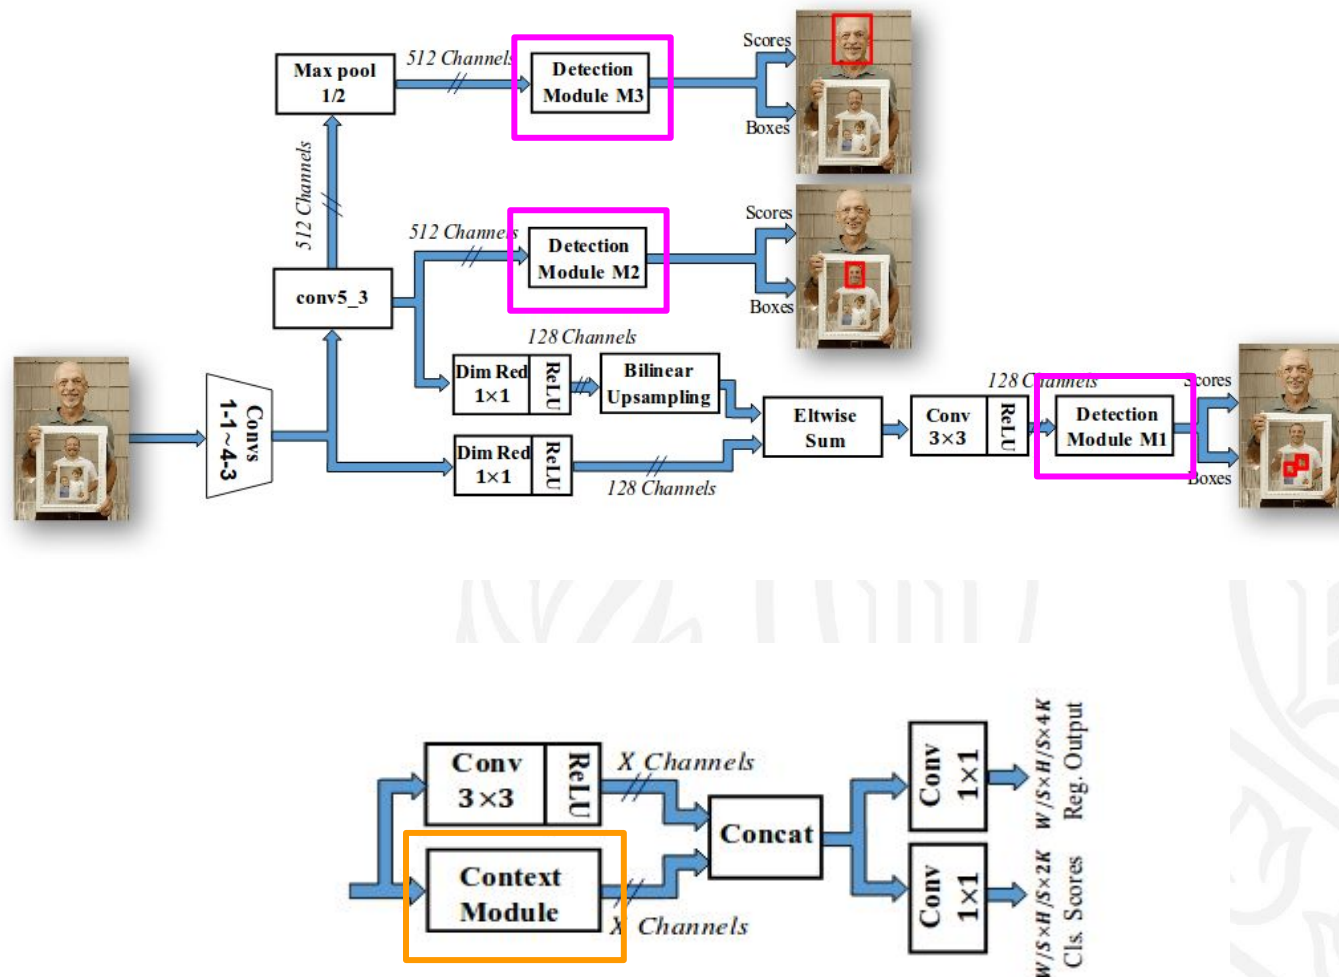 512 Channels
Max pool
1/2
Detection
Module M3
Scores
Boxes
512 Channels
512 Channels
Detection
Module M2
Scores
Boxes
conv5_3
128 Channels
Dim Red
1×1
ReLU
Bilinear
Upsampling
Convs
1-1~4-3
Dim Red
1×1
ReLU
128 Channels
Eltwise
Sum
Conv
3×3
ReLU
128 Channels
Detection
Module M1
Scores
Boxes
Conv
3×3
ReLU
X Channels
Context
Module
X Channels
Concat
Conv
1×1
W/S×H/S×4K
Reg. Output
Conv
1×1
W/S×H/S×2K
Cls. Scores